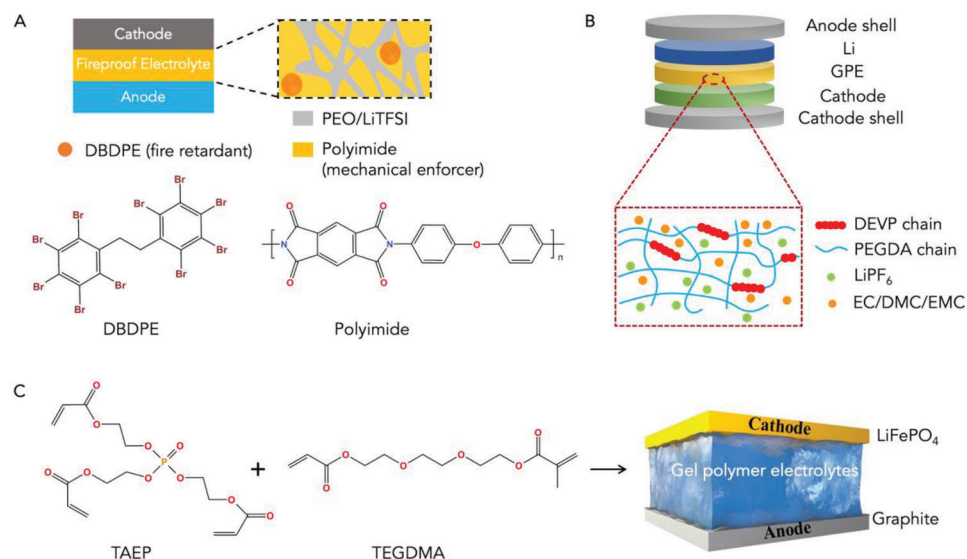 A
Cathode
Fireproof Electrolyte
Anode
PEO/LiTFSI
DBDPE (fire retardant)
Polyimide
(mechanical enforcer)
Br
Br
Br
Br
Br
Br
Br
Br
Br
Br
DBDPE
O
O
N
N
O
O
O
n
Polyimide
B
Anode shell
Li
GPE
Cathode
Cathode shell
DEVP chain
PEGDA chain
LiPF6
EC/DMC/EMC
C
O
O
O
O
O
P
O
O
O
O
O
TAEP
+
O
O
O
O
O
O
TEGDMA
Cathode
Gel polymer electrolytes
Anode
LiFePO4
Graphite